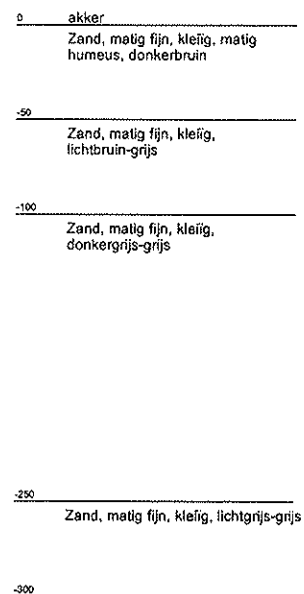 0 akker
Zand, matig fijn, kleïig, matig
humeus, donkerbruin
-50
Zand, matig fijn, kleïig,
lichtbruin-grijs
-100
Zand, matig fijn, kleïig,
donkergrijs-grijs
-250
Zand, matig fijn, kleïig, lichtgrijs-grijs
-300